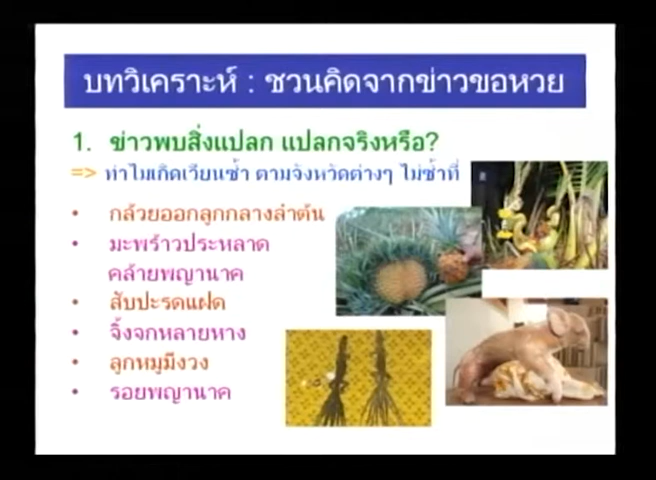 บทวิเคราะห์ : ชวนคิดจากข่าวขอหวย
1. ข่าวพบสิ่งแปลก แปลกจริงหรือ?
=> ทำไมเกิดเวียนซ้ำ ตามจังหวัดต่างๆ ไม่ซ้ำที่
• กล้วยออกลูกกลางลำต้น
• มะพร้าวประหลาด
คล้ายพญานาค
• สับปะรดแฝด
• จิ้งจกหลายหาง
• ลูกหมูมีงวง
• รอยพญานาค